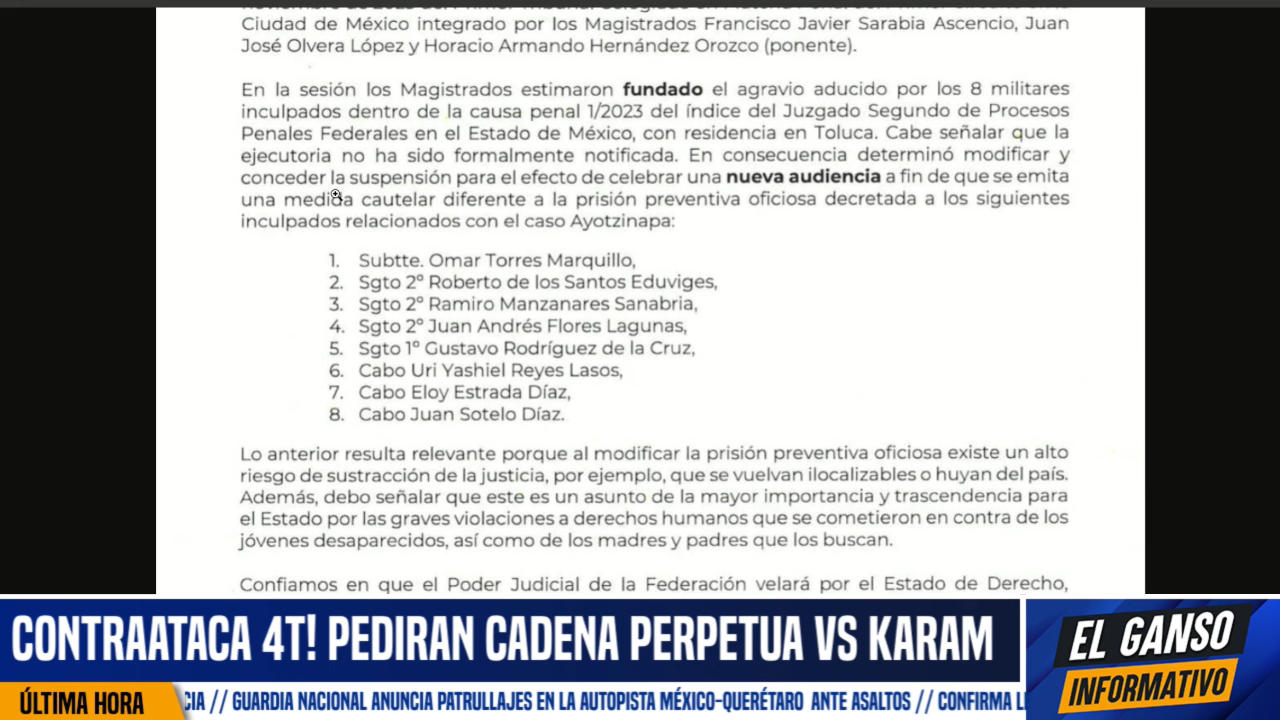 Ciudad de México integrado por los Magistrados Francisco Javier Sarabia Ascencio, Juan
José Olvera López y Horacio Armando Hernández Orozco (ponente).
En la sesión los Magistrados estimaron fundado el agravio aducido por los 8 militares
inculpados dentro de la causa penal 1/2023 del índice del Juzgado Segundo de Procesos
Penales Federales en el Estado de México, con residencia en Toluca. Cabe señalar que la
ejecutoria no ha sido formalmente notificada. En consecuencia determinó modificar y
conceder la suspensión para el efecto de celebrar una nueva audiencia a fin de que se emita
una medida cautelar diferente a la prisión preventiva oficiosa decretada a los siguientes
inculpados relacionados con el caso Ayotzinapa:
1. Subtte. Omar Torres Marquillo,
2. Sgto 2º Roberto de los Santos Eduviges,
3. Sgto 2º Ramiro Manzanares Sanabria,
4. Sgto 2º Juan Andrés Flores Lagunas,
5. Sgto 1º Gustavo Rodríguez de la Cruz,
6. Cabo Uri Yashiel Reyes Lasos,
7. Cabo Eloy Estrada Díaz,
8. Cabo Juan Sotelo Díaz.
Lo anterior resulta relevante porque al modificar la prisión preventiva oficiosa existe un alto
riesgo de sustracción de la justicia, por ejemplo, que se vuelvan ilocalizables o huyan del país.
Además, debo señalar que este es un asunto de la mayor importancia y trascendencia para
el Estado por las graves violaciones a derechos humanos que se cometieron en contra de los
jóvenes desaparecidos, así como de los madres y padres que los buscan.
Confiamos en que el Poder Judicial de la Federación velará por el Estado de Derecho,
CONTRAATACA 4T! PEDIRAN CADENA PERPETUA VS KARAM
EL GANSO
INFORMATIVO
ÚLTIMA HORA
CIA // GUARDIA NACIONAL ANUNCIA PATRULLAJES EN LA AUTOPISTA MÉXICO-QUERÉTARO ANTE ASALTOS // CONFIRMA